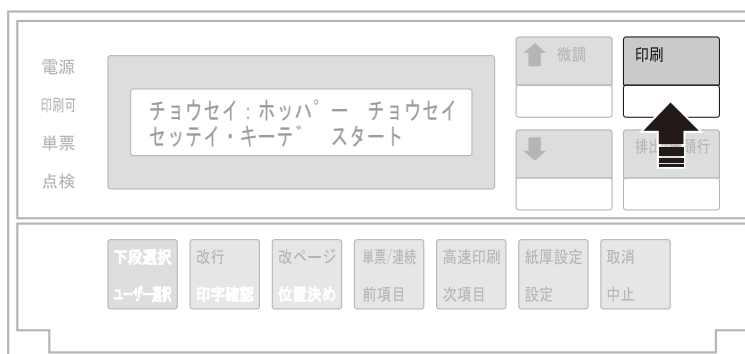 電源
印刷可
単票
点検
チョウセイ:ホッパ゜ー チョウセイ
セッテイ・キーデ゛ スタート
微調
印刷
排出
頭行
下段選択
ユーザー選択
改行
印字確認
改ページ
位置決め
単票/連続
前項目
高速印刷
次項目
紙厚設定
設定
取消
中止